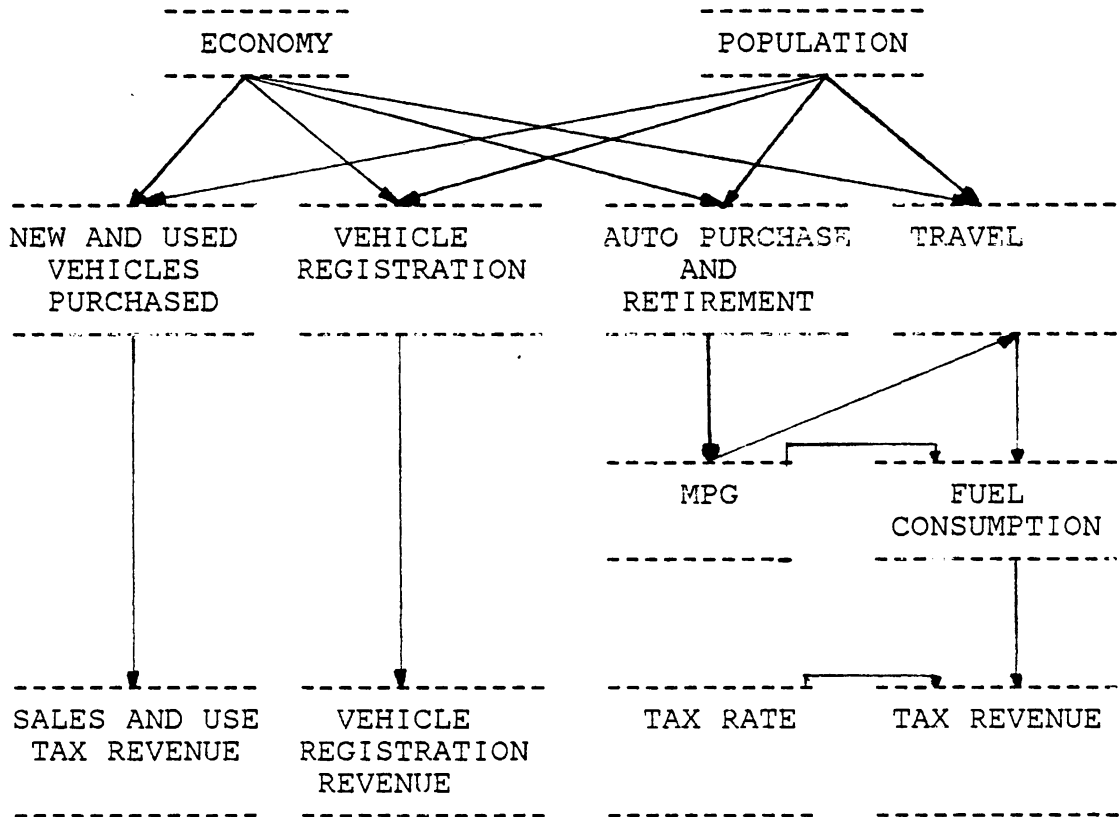 ECONOMY
POPULATION
NEW AND USED
VEHICLES
PURCHASED
VEHICLE
REGISTRATION
AUTO PURCHASE
AND
RETIREMENT
TRAVEL
MPG
FUEL
CONSUMPTION
SALES AND USE
TAX REVENUE
VEHICLE
REGISTRATION
REVENUE
TAX RATE
TAX REVENUE